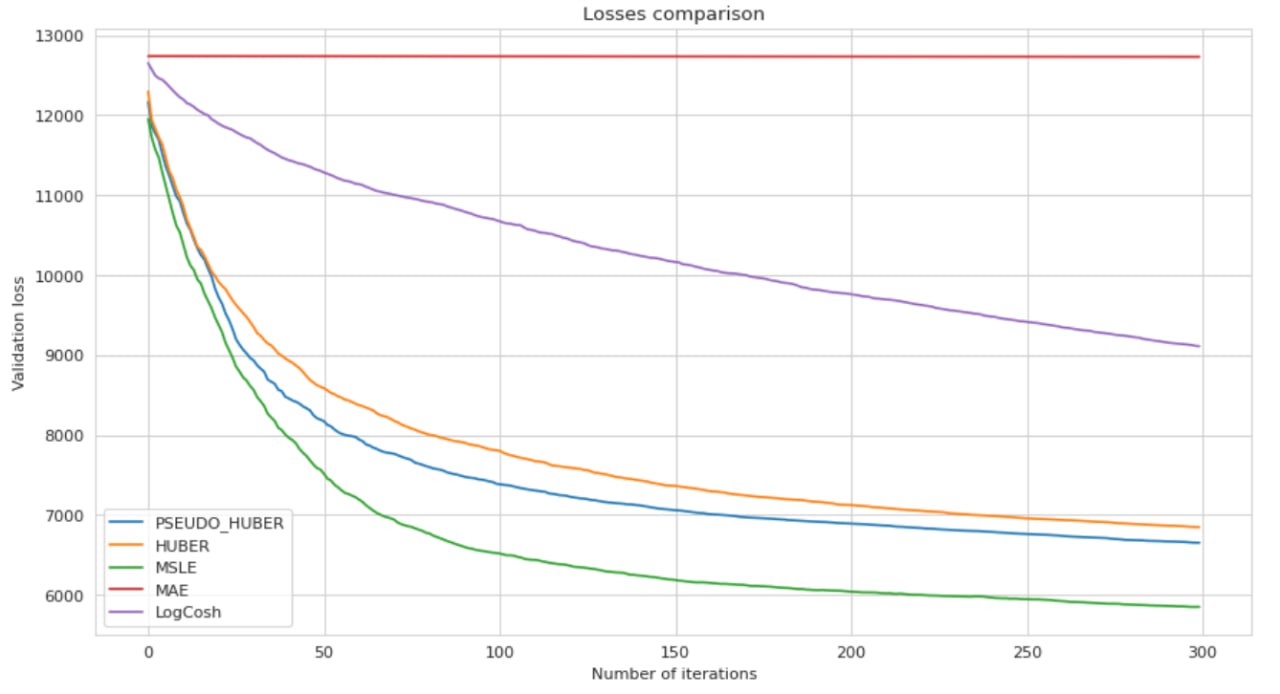 Losses comparison
13000
12000
11000
10000
9000
8000
7000
6000
Validation loss
PSEUDO_HUBER
HUBER
MSLE
MAE
LogCosh
0 50 100 150 200 250 300
Number of iterations